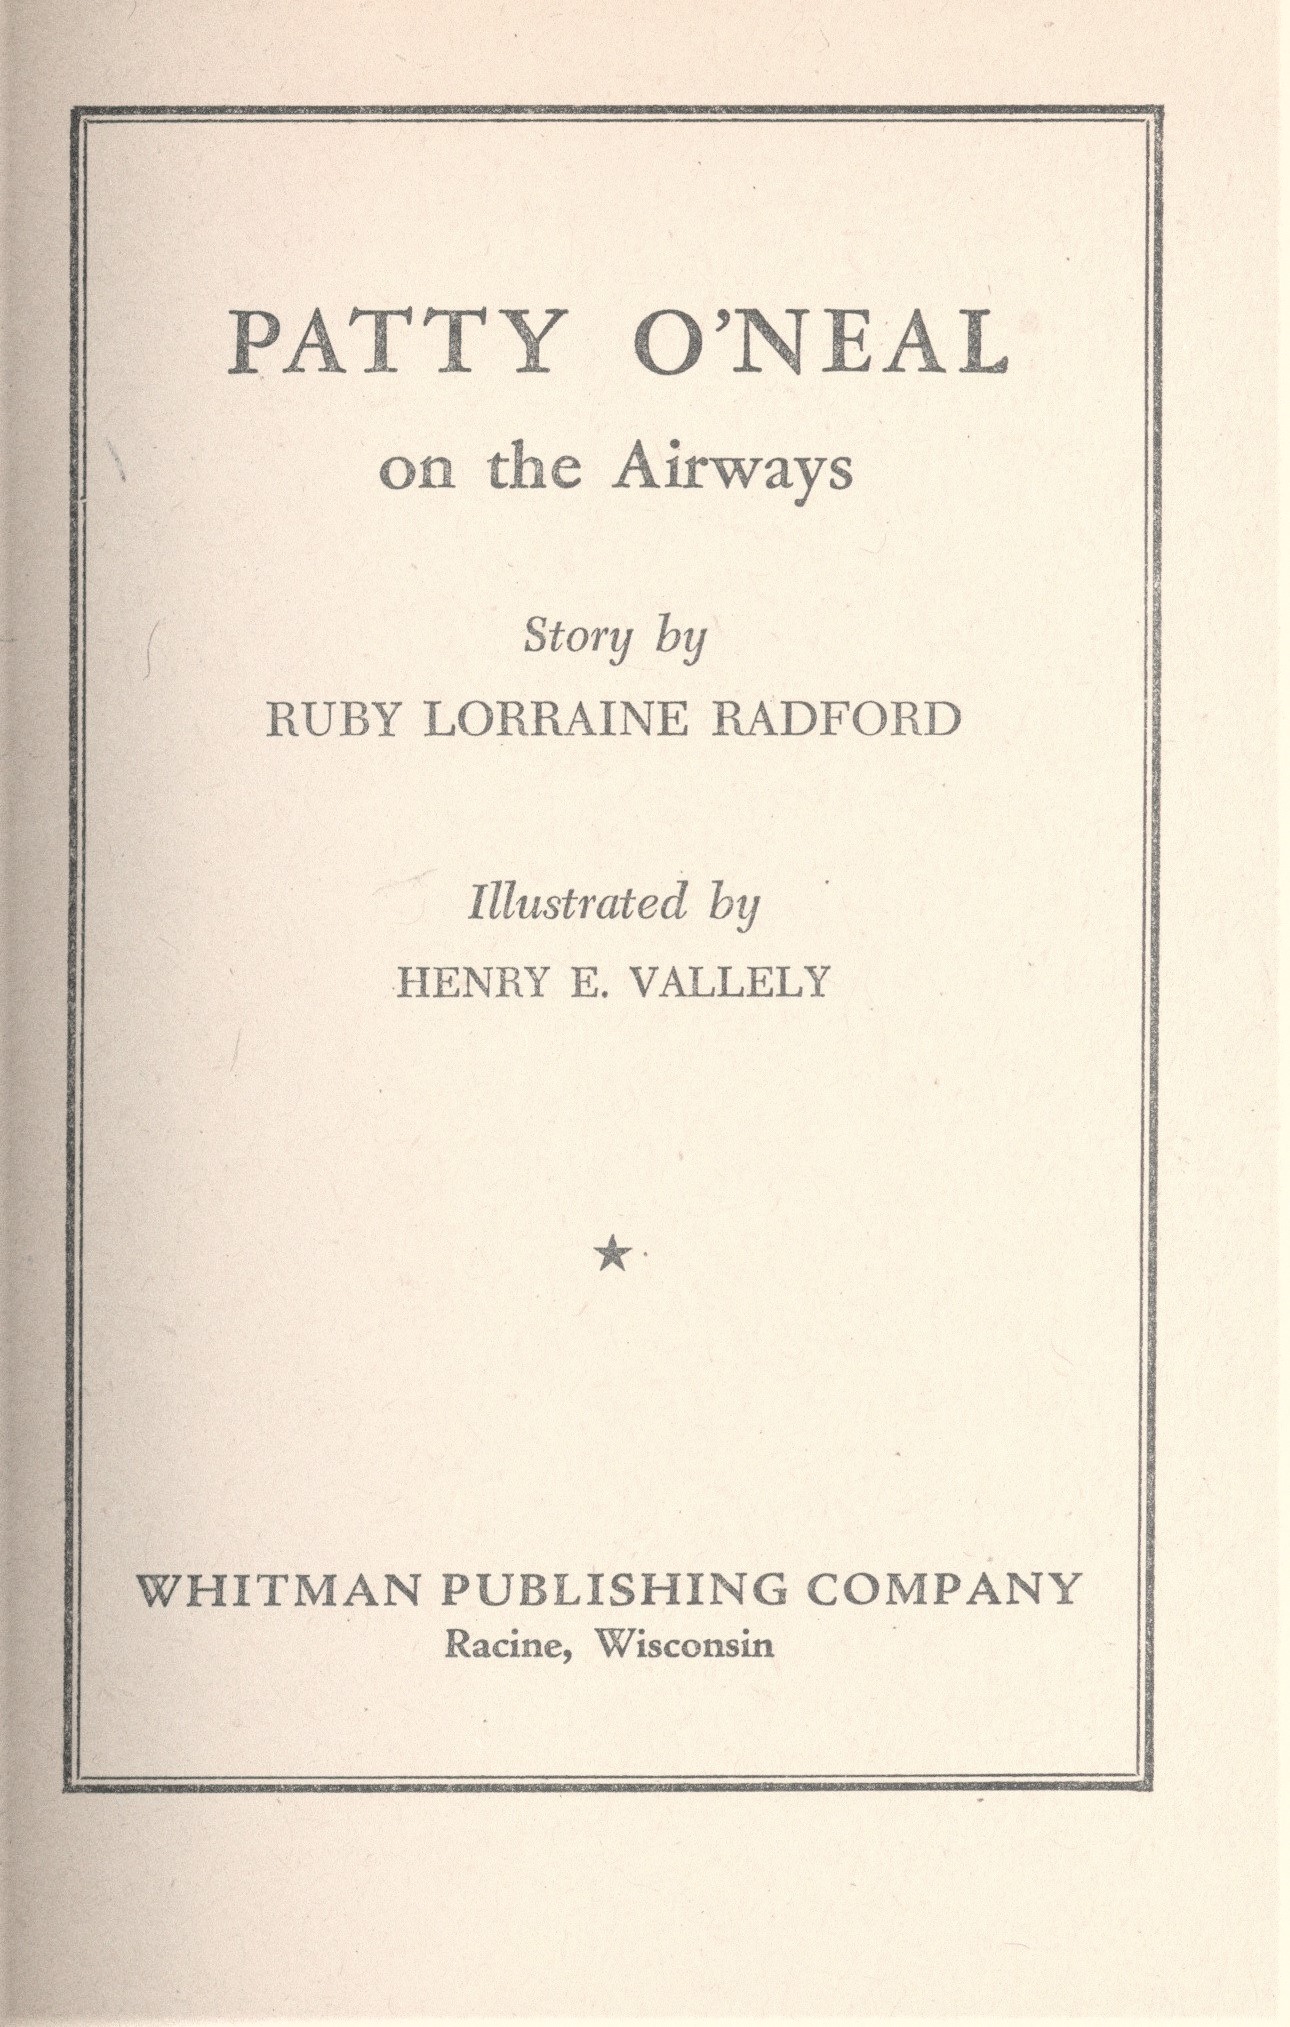 PATTY O’NEAL
on the Airways
Story by
RUBY LORRAINE RADFORD
Illustrated by
HENRY E. VALLELY
WHITMAN PUBLISHING COMPANY
Racine, Wisconsin